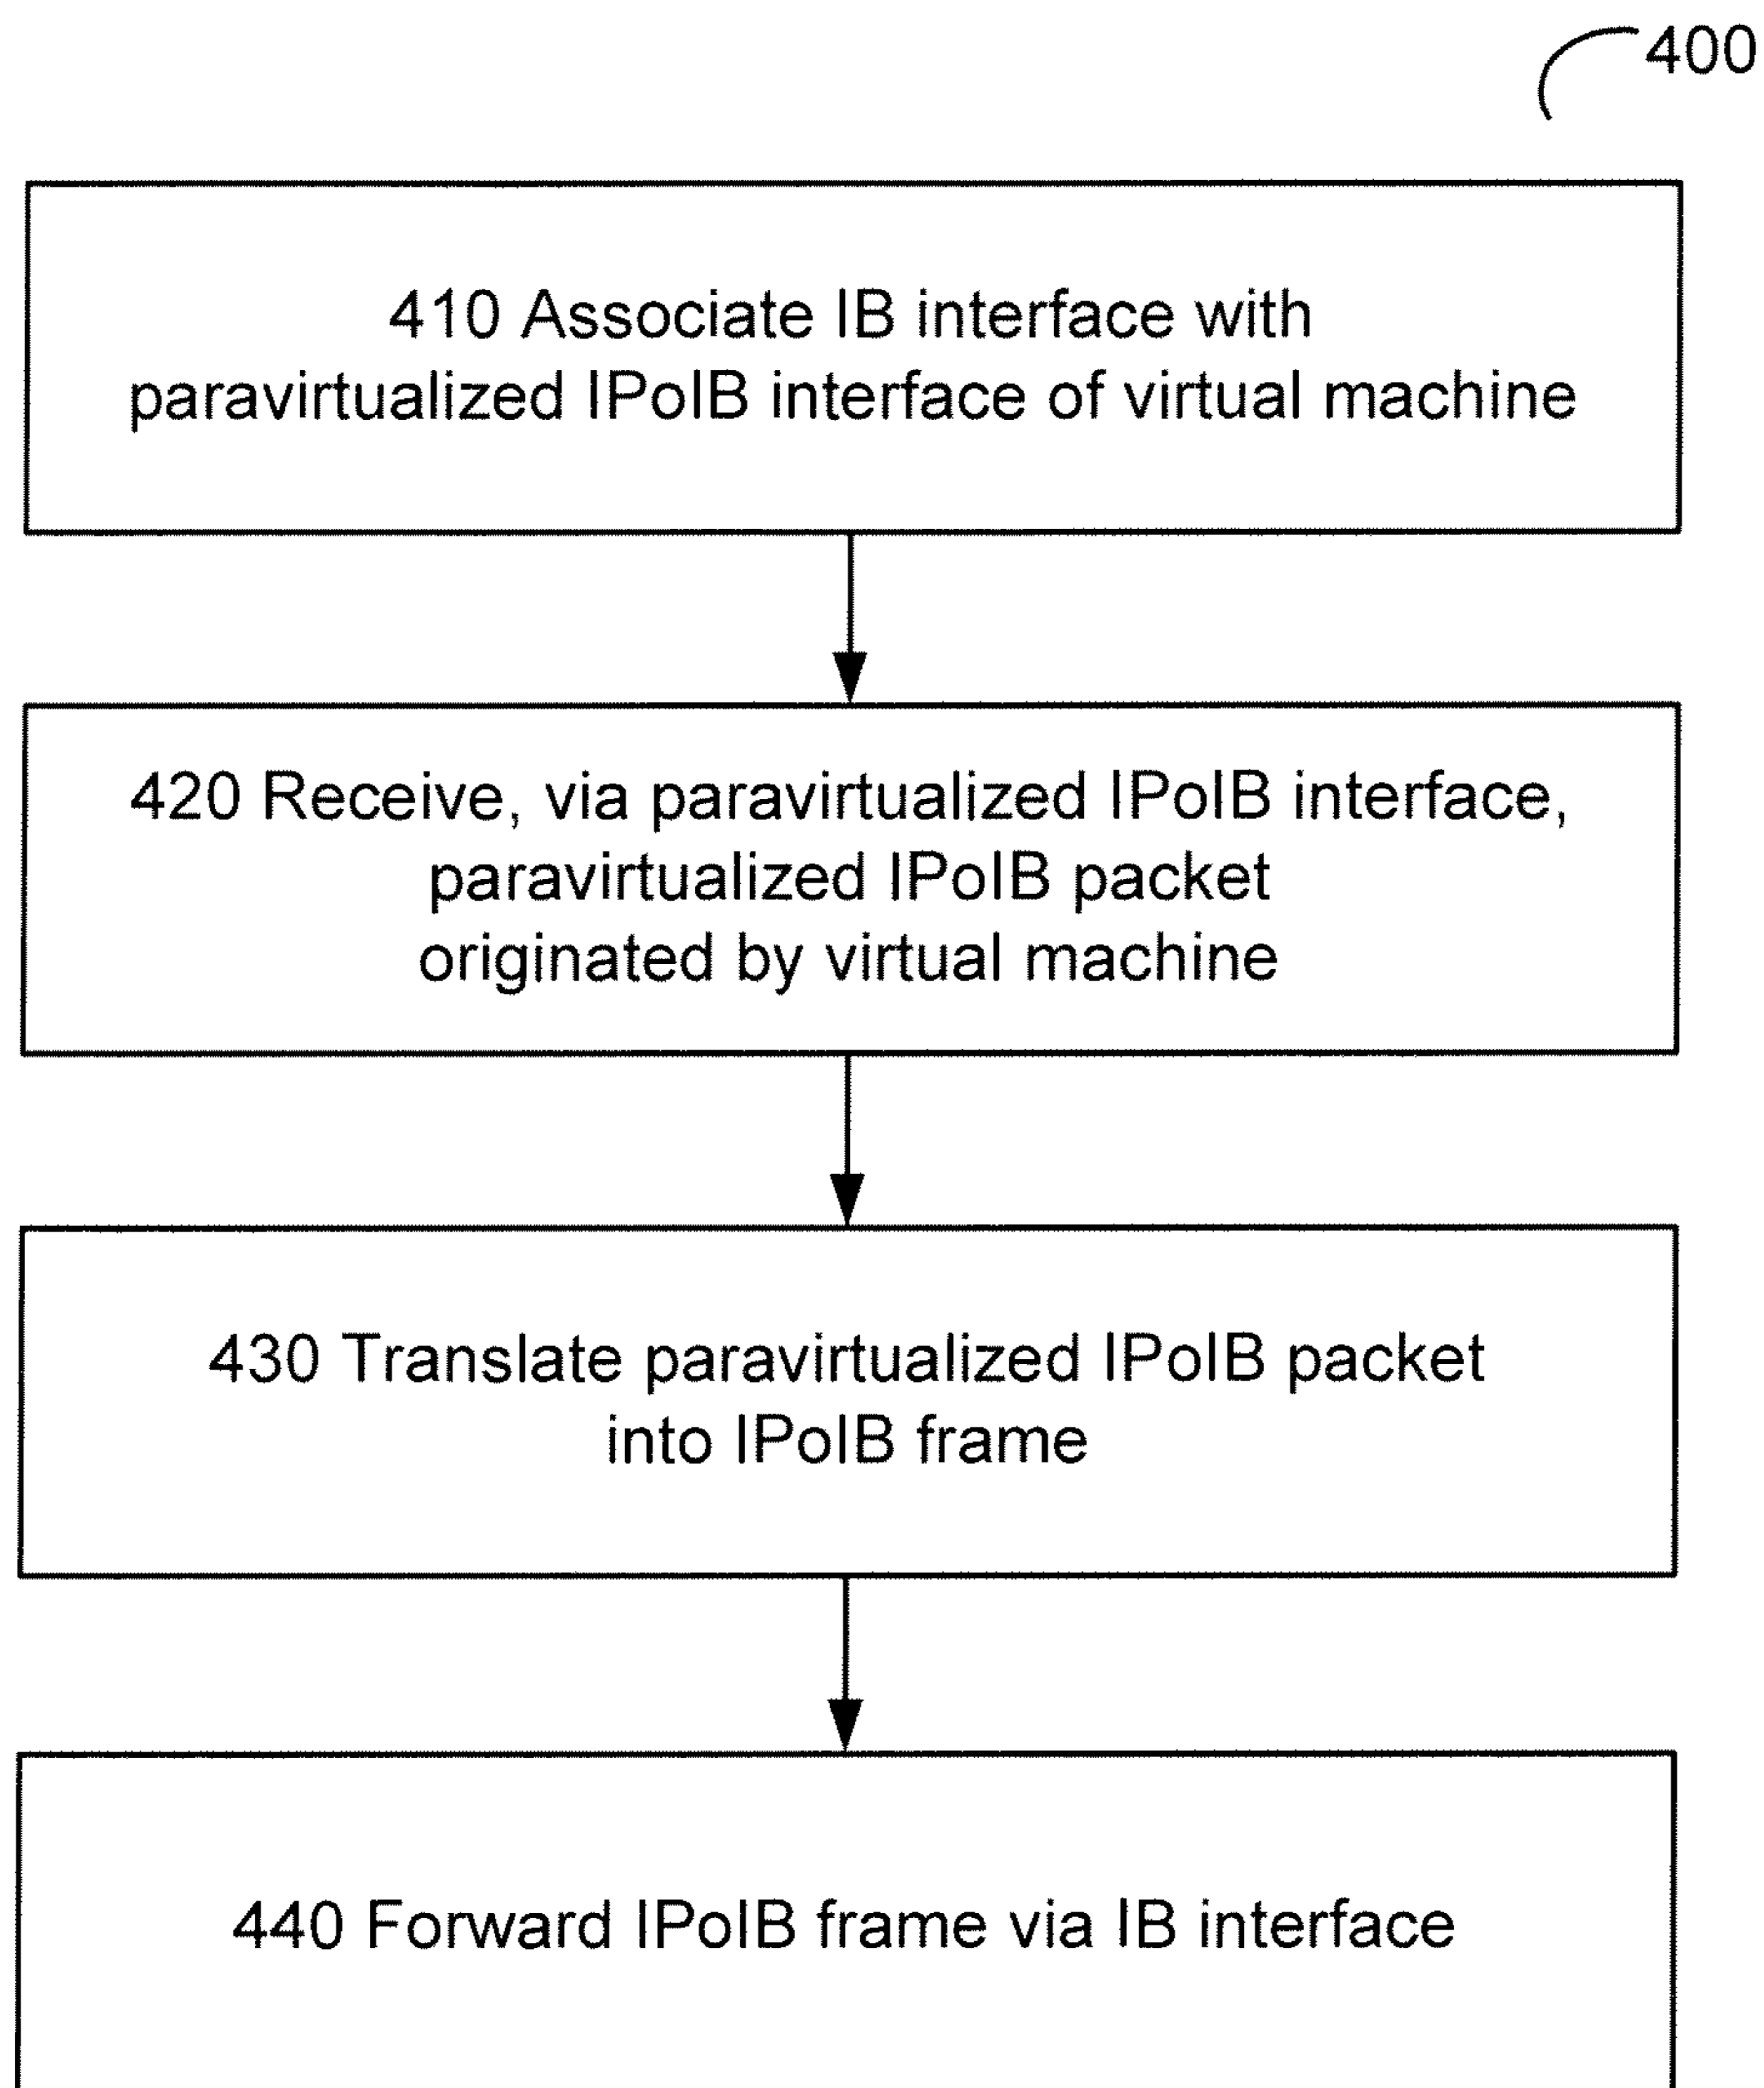 400
410 Associate IB interface with
paravirtualized IPoIB interface of virtual machine
420 Receive, via paravirtualized IPoIB interface,
paravirtualized IPoIB packet
originated by virtual machine
430 Translate paravirtualized IPoIB packet
into IPoIB frame
440 Forward IPoIB frame via IB interface